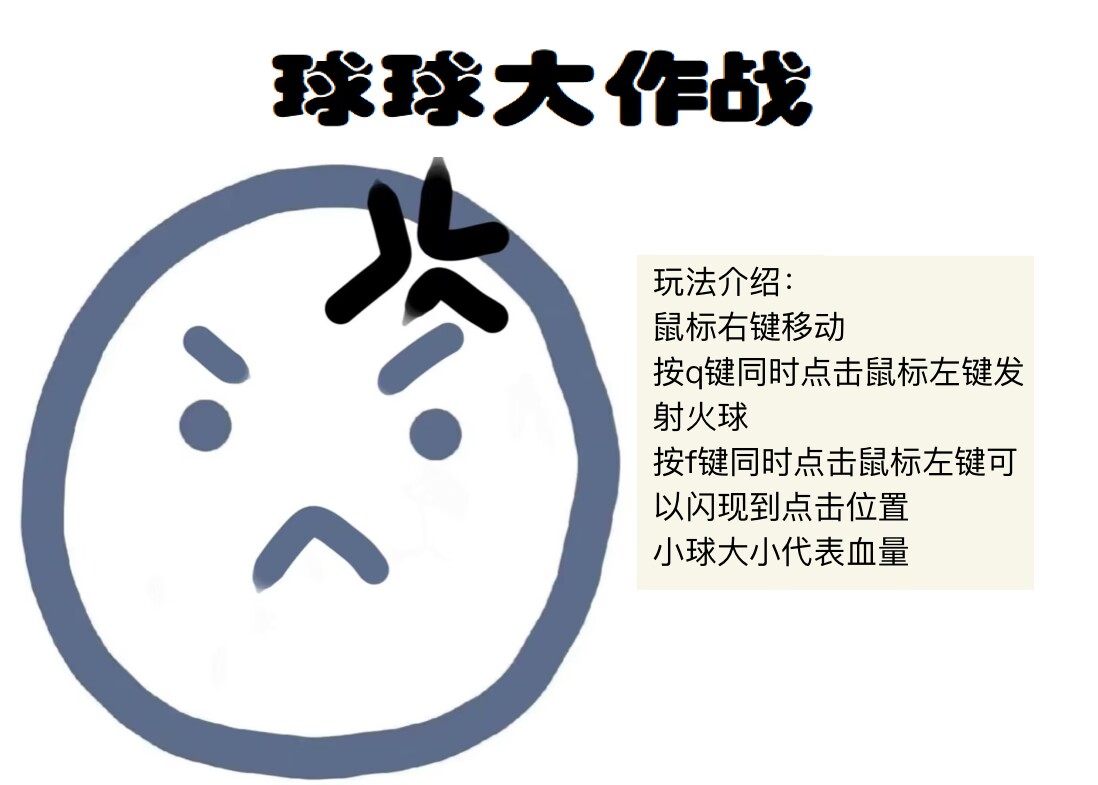 球球大作战
玩法介绍：
鼠标右键移动
按q键同时点击鼠标左键发
射火球
按f键同时点击鼠标左键可
以闪现到点击位置
小球大小代表血量